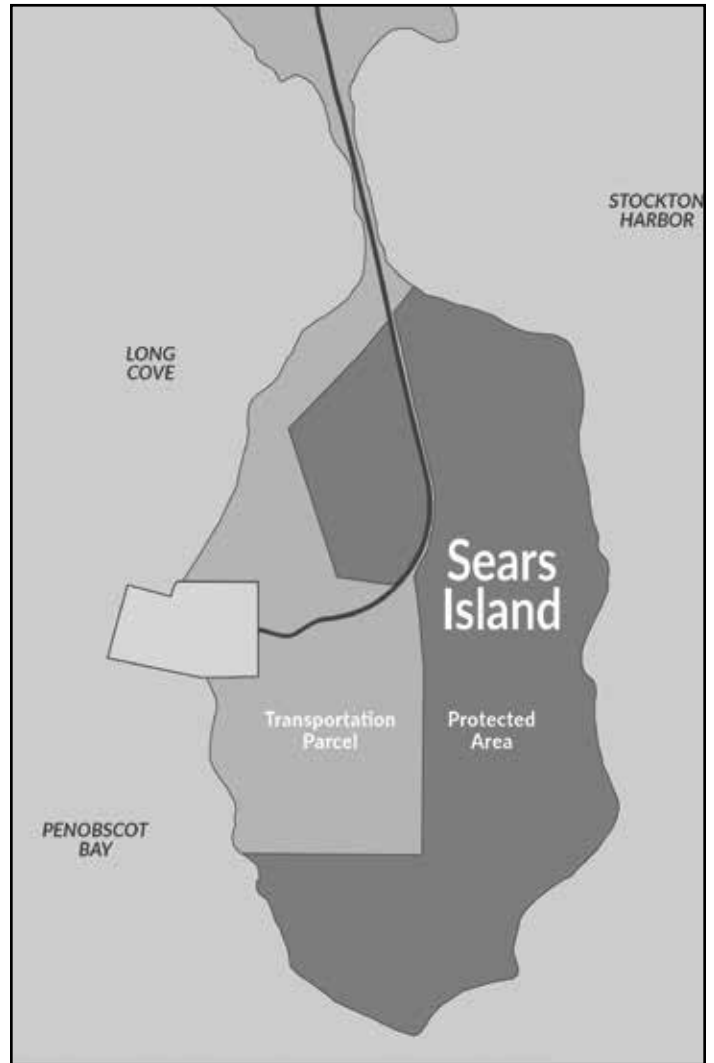 STOCKTON
HARBOR
LONG
COVE
Sears
Island
Transportation
Parcel
Protected
Area
PENOBSCOT
BAY